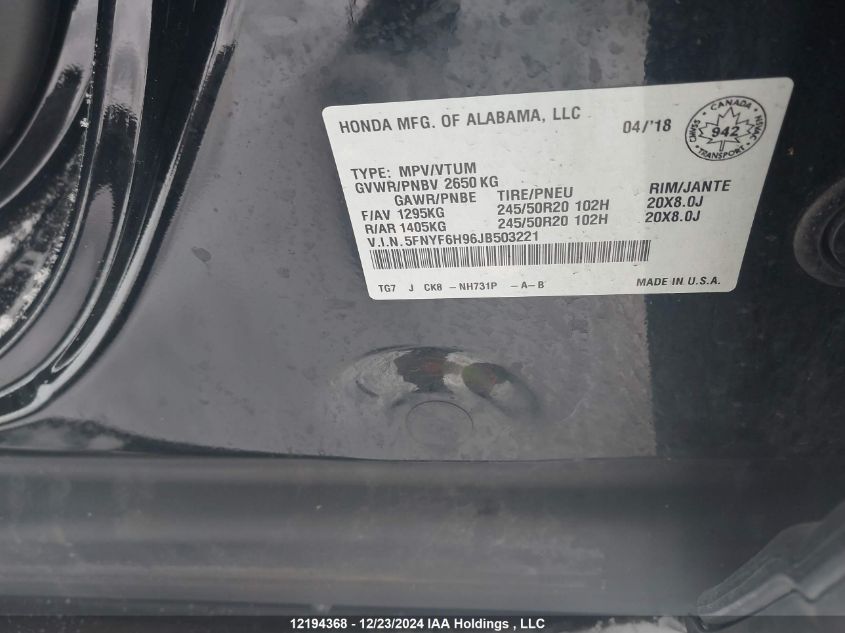 HONDA MFG. OF ALABAMA, LLC 04/'18
CANADA
CMVSS 942 NSVAC
TRANSPORT
TYPE: MPV/VTUM
GVWR/PNBV 2650 KG
GAWR/PNBE TIRE/PNEU RIM/JANTE
F/AV 1295KG 245/50R20 102H 20X8.0J
R/AR 1405KG 245/50R20 102H 20X8.0J
V.I.N. 5FNYF6H96JB503221
TG7 J CK8 - NH731P - A - B MADE IN U.S.A.
12194368 - 12/23/2024 IAA Holdings , LLC